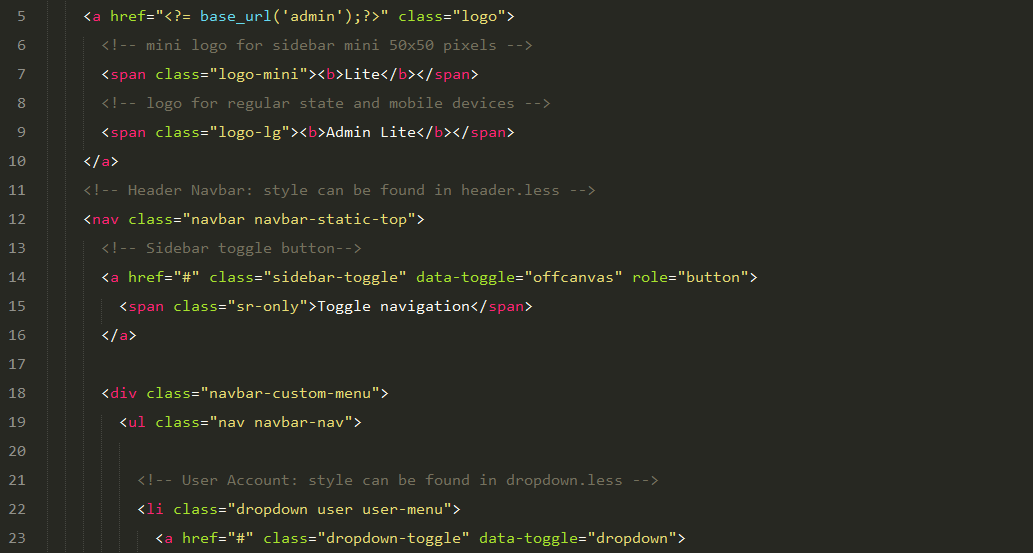 5 <a href="<?= base_url('admin');?>" class="logo">
6 <!-- mini logo for sidebar mini 50x50 pixels -->
7 <span class="logo-mini"><b>Lite</b></span>
8 <!-- logo for regular state and mobile devices -->
9 <span class="logo-lg"><b>Admin Lite</b></span>
10 </a>
11 <!-- Header Navbar: style can be found in header.less -->
12 <nav class="navbar navbar-static-top">
13 <!-- Sidebar toggle button-->
14 <a href="#" class="sidebar-toggle" data-toggle="offcanvas" role="button">
15 <span class="sr-only">Toggle navigation</span>
16 </a>
17
18 <div class="navbar-custom-menu">
19 <ul class="nav navbar-nav">
20
21 <!-- User Account: style can be found in dropdown.less -->
22 <li class="dropdown user user-menu">
23 <a href="#" class="dropdown-toggle" data-toggle="dropdown">